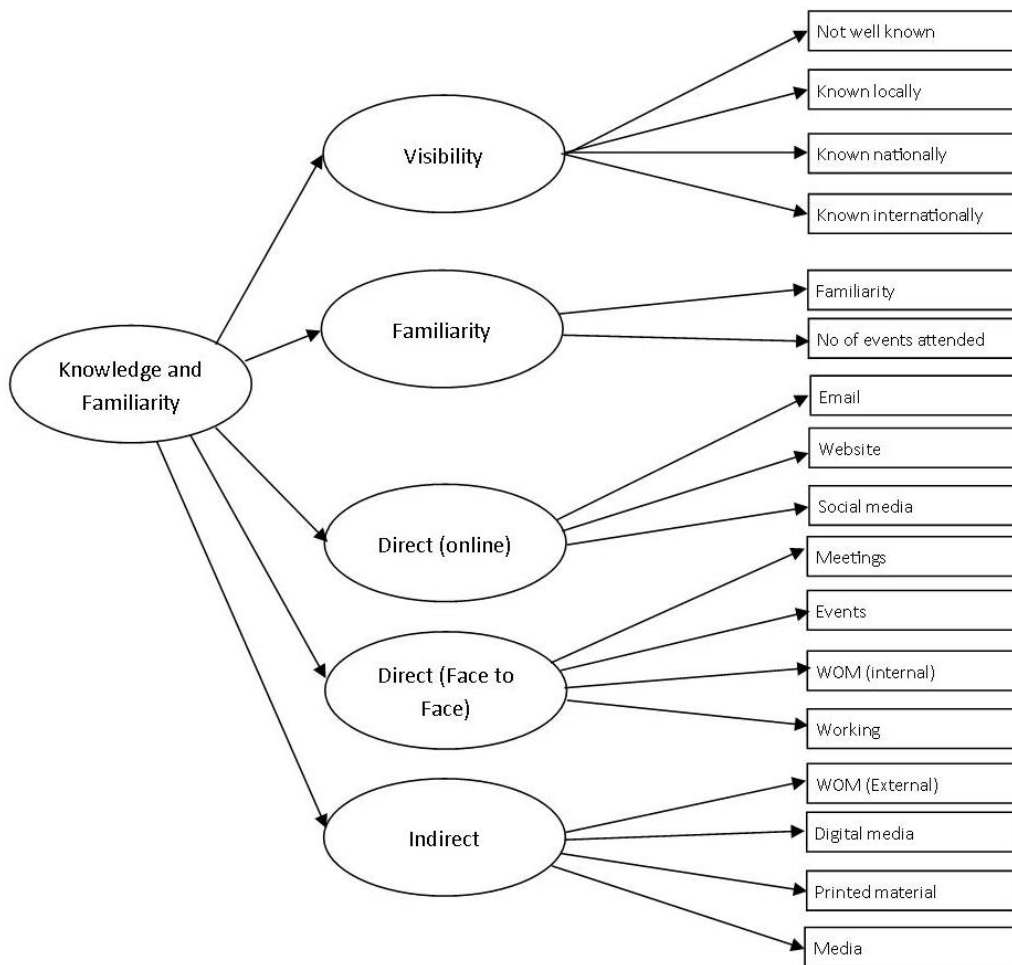 Not well known
Known locally
Visibility
Known nationally
Known internationally
Familiarity
Familiarity
No of events attended
Knowledge and
Familiarity
Email
Website
Direct (online)
Social media
Meetings
Events
Direct (Face to
Face)
WOM (internal)
Working
WOM (External)
Indirect
Digital media
Printed material
Media